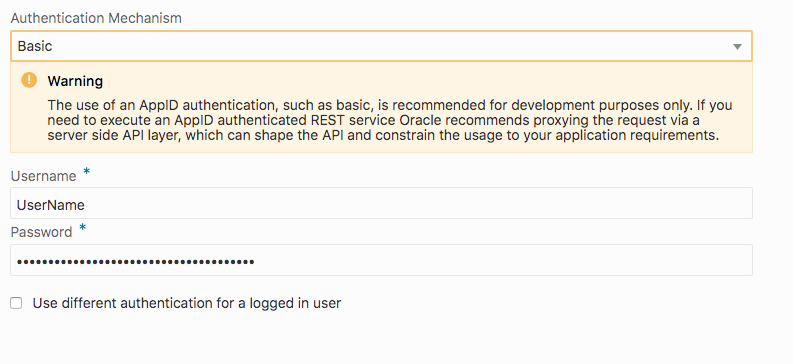 Authentication Mechanism
Basic
Warning
The use of an AppID authentication, such as basic, is recommended for development purposes only. If you
need to execute an AppID authenticated REST service Oracle recommends proxying the request via a
server side API layer, which can shape the API and constrain the usage to your application requirements.
Username *
UserName
Password *
••••••••••••••••••••••••••••••••••••••
Use different authentication for a logged in user